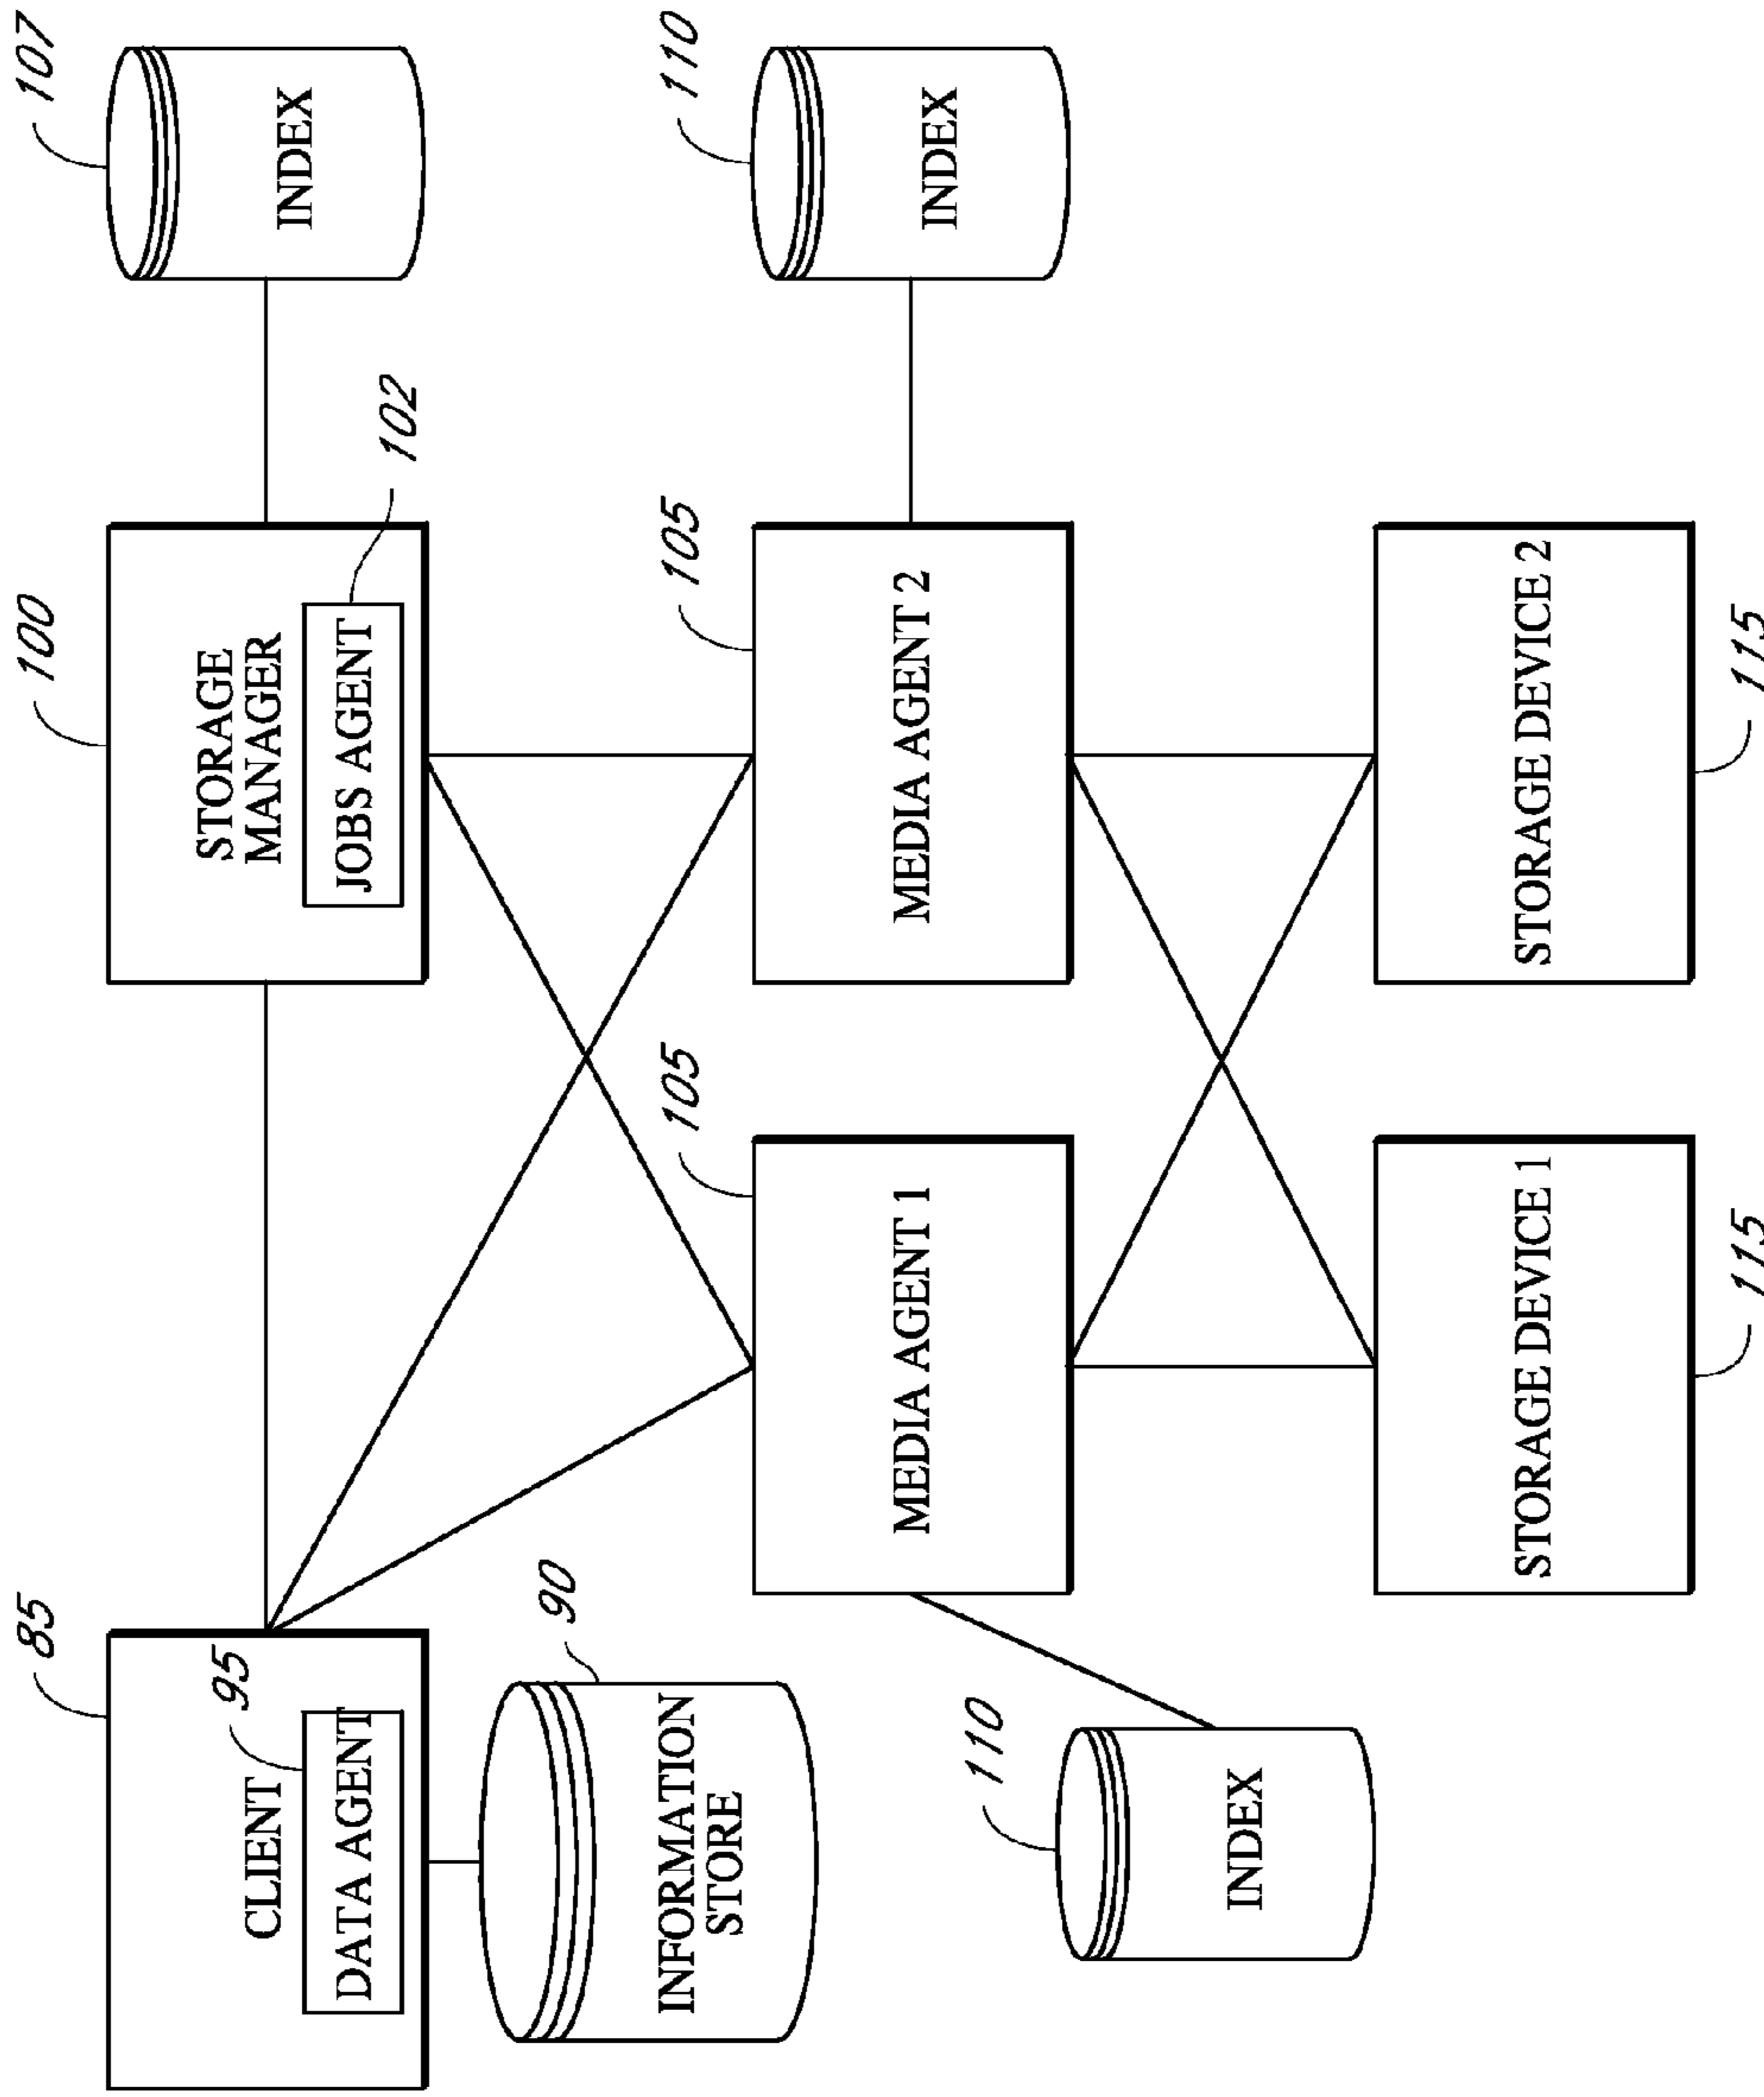 85
CLIENT
95
DATA AGENT
90
INFORMATION
STORE
100
STORAGE
MANAGER
JOBS AGENT
102
107
INDEX
105
MEDIA AGENT 1
105
MEDIA AGENT 2
110
INDEX
110
INDEX
STORAGE DEVICE 1
115
STORAGE DEVICE 2
115